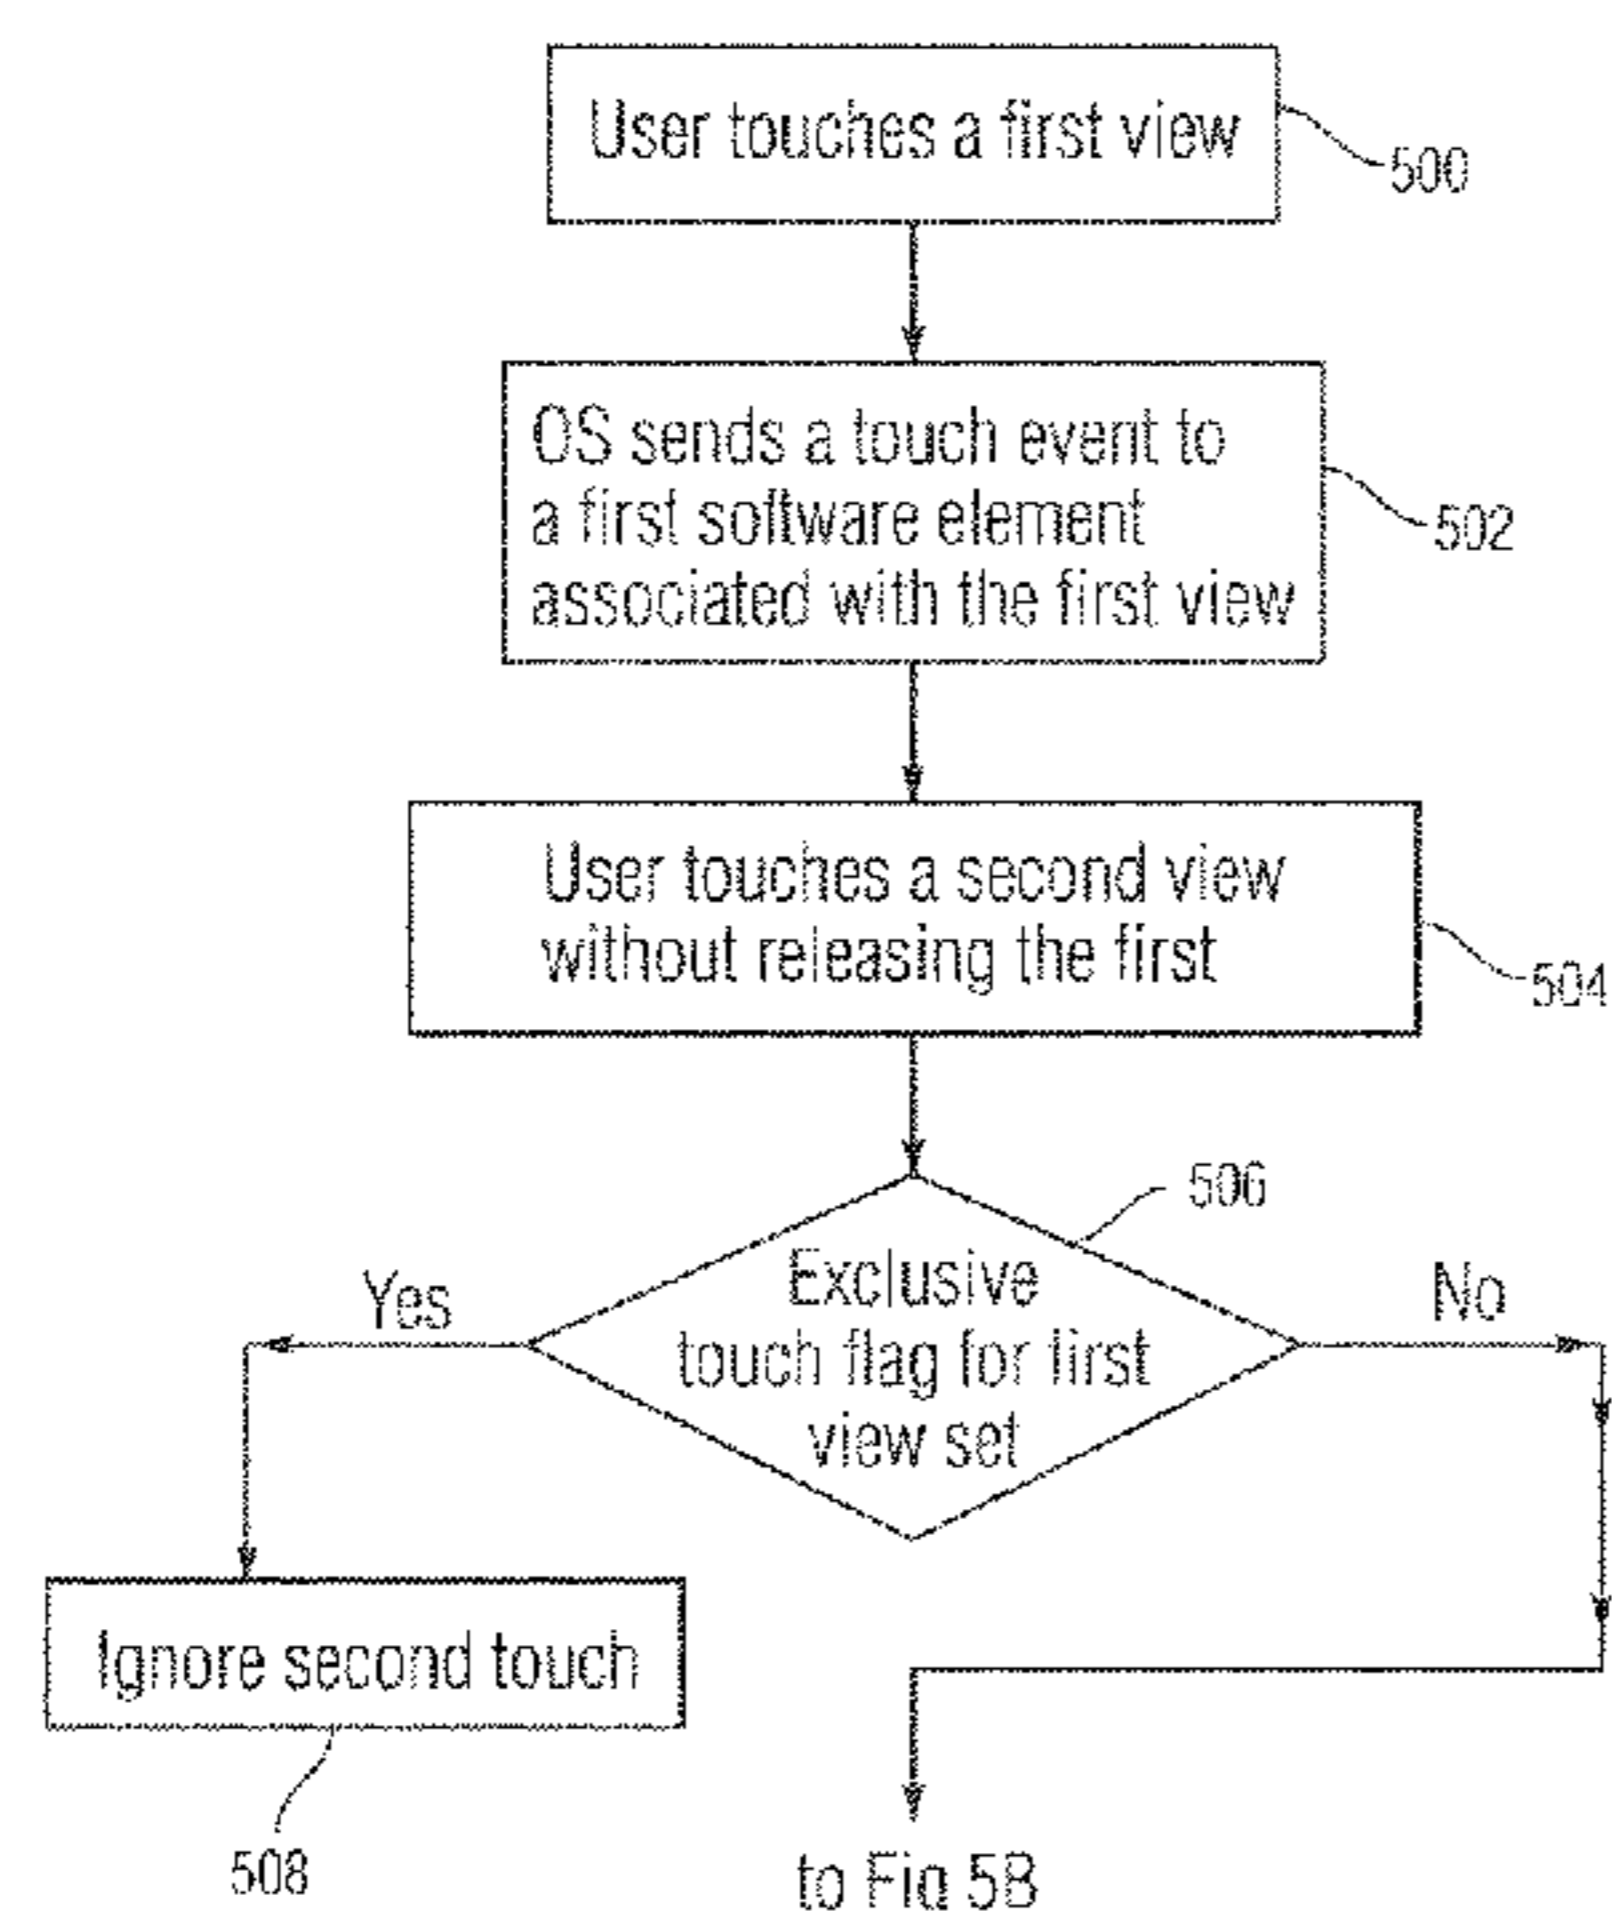 User touches a first view
500
OS sends a touch event to
a first software element
associated with the first view
502
User touches a second view
without releasing the first
504
506
Exclusive
touch flag for first
view set
Yes
No
Ignore second touch
508
to Fig 5B